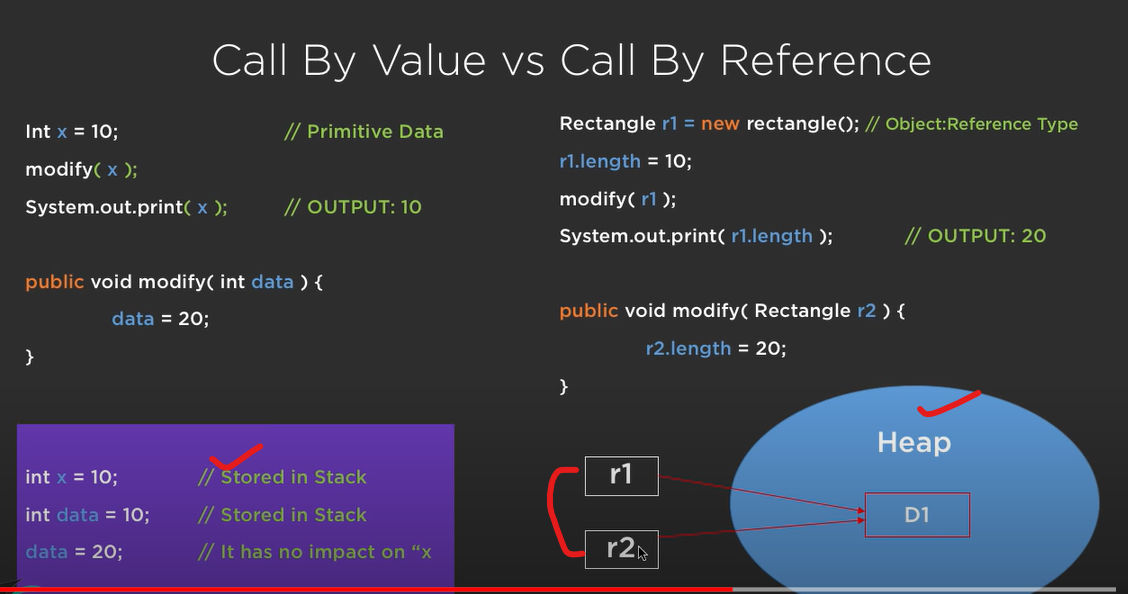 Call By Value vs Call By Reference
Int x = 10; // Primitive Data
modify( x );
System.out.print( x ); // OUTPUT: 10
public void modify( int data ) {
data = 20;
}
Rectangle r1 = new rectangle(); // Object:Reference Type
r1.length = 10;
modify( r1 );
System.out.print( r1.length ); // OUTPUT: 20
public void modify( Rectangle r2 ) {
r2.length = 20;
}
int x = 10; // Stored in Stack
int data = 10; // Stored in Stack
data = 20; // It has no impact on “x
Heap
r1
D1
r2